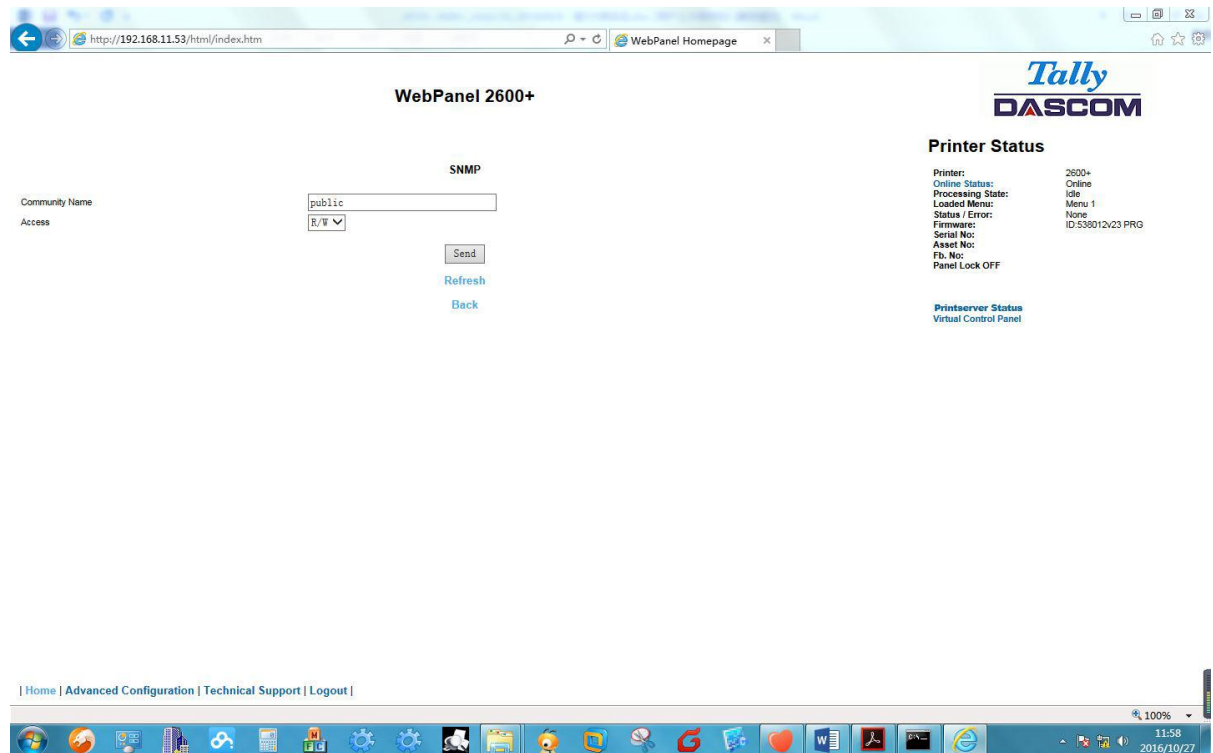 http://192.168.11.53/html/index.htm
WebPanel Homepage
Tally
DASCOM
WebPanel 2600+
SNMP
Community Name public
Access R/W
Send
Refresh
Back
Printer Status
Printer: 2600+
Online Status: Online
Processing State: Idle
Loaded Menu: Menu 1
Status / Error: None
Firmware: ID:538012v23 PRG
Serial No:
Asset No:
Fb. No:
Panel Lock OFF
Printserver Status
Virtual Control Panel
| Home | Advanced Configuration | Technical Support | Logout |
100%
11:58
2016/10/27